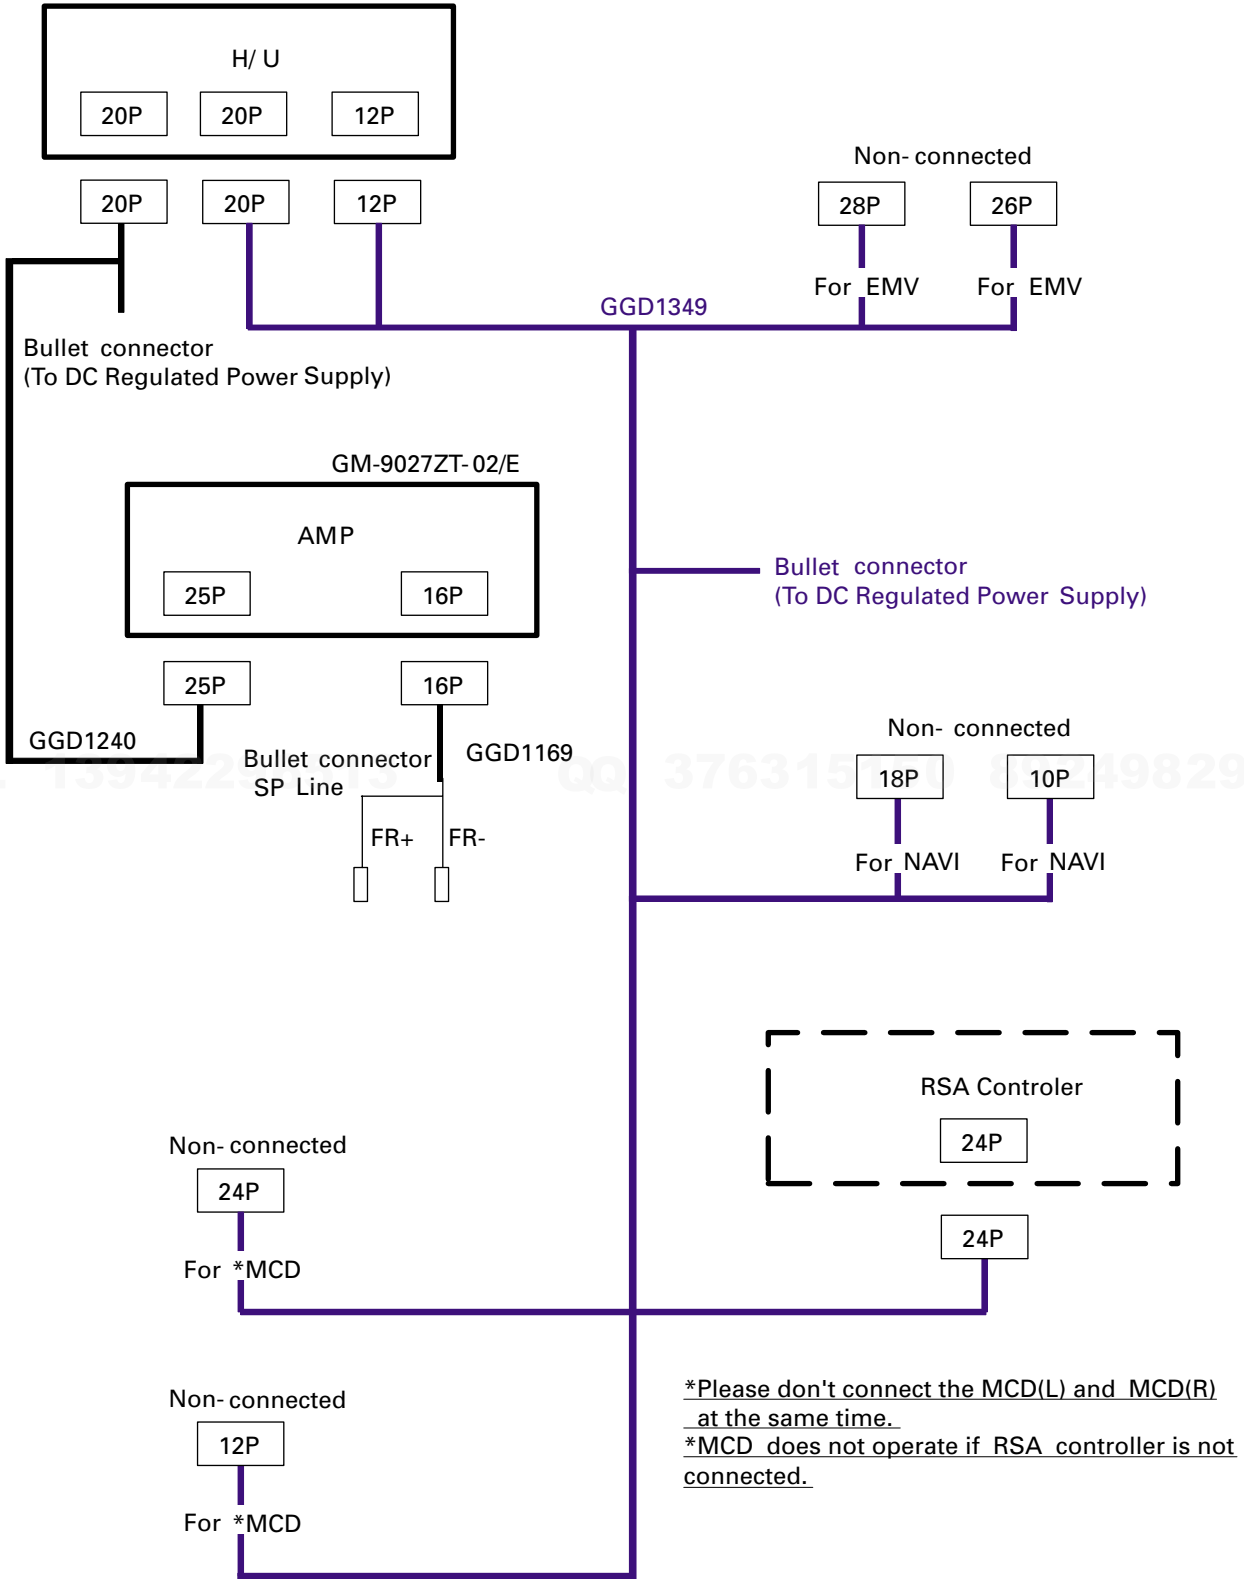 H/ U
20P 20P 12P
20P 20P 12P
Non- connected
28P 26P
For EMV For EMV
GGD1349
Bullet connector
(To DC Regulated Power Supply)
GM-9027ZT-02/E
AMP
25P 16P
25P 16P
Bullet connector
(To DC Regulated Power Supply)
GGD1240
Bullet connector
SP Line
GGD1169
FR+ FR-
Non- connected
18P 10P
For NAVI For NAVI
RSA Controler
24P
24P
Non- connected
24P
For *MCD
Non- connected
12P
For *MCD
*Please don't connect the MCD(L) and MCD(R)
at the same time.
*MCD does not operate if RSA controller is not
connected.